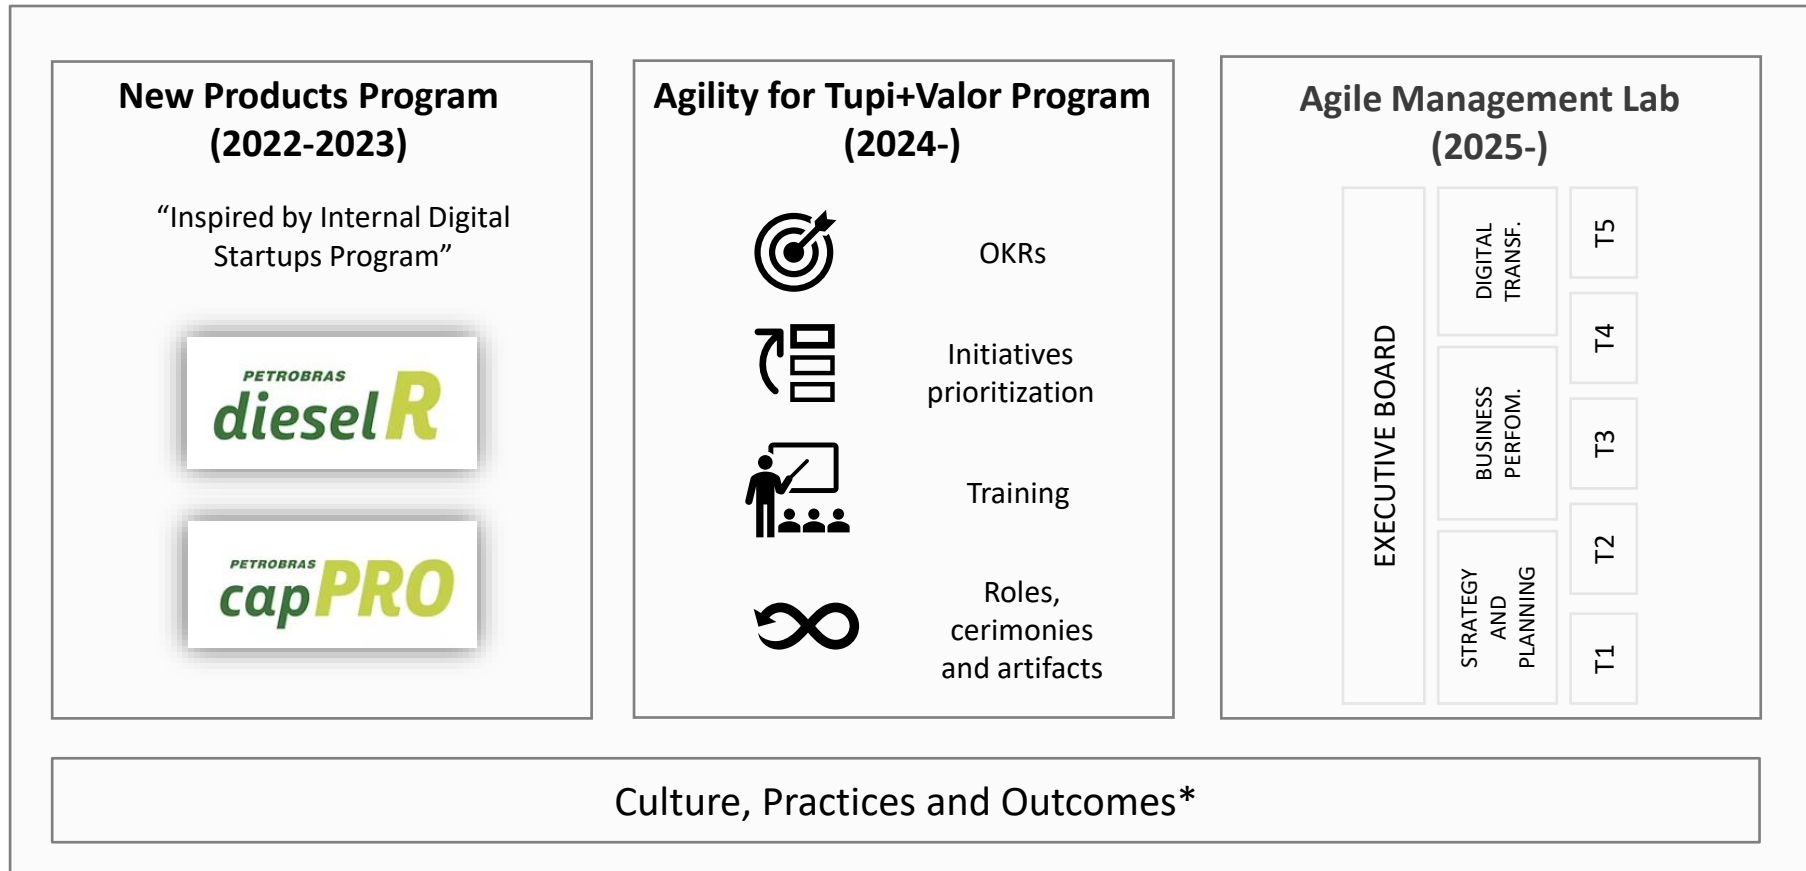 New Products Program
(2022-2023)
“Inspired by Internal Digital
Startups Program”
PETROBRAS
diesel R
PETROBRAS
cap PRO
Agility for Tupi+Valor Program
(2024-)
OKRs
Initiatives
prioritization
Training
Roles,
cerimonies
and artifacts
Agile Management Lab
(2025-)
EXECUTIVE BOARD
DIGITAL
TRANSF.
BUSINESS
PERFOM.
STRATEGY
AND
PLANNING
T5
T4
T3
T2
T1
Culture, Practices and Outcomes*